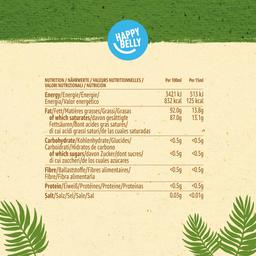 HAPPY
BELLY
NUTRITION / NÄHRWERTE / VALEURS NUTRITIONNELLES /
VALORI NUTRIZIONALI / NUTRICIÓN
Per 100ml
Per 15ml
Energy/Energie/Énergie/
Energia/Valor energético
3421 kJ
832 kcal
513 kJ
125 kcal
Fat/Fett/Matières grasses/Grassi/Grasas
92.0g
13.8g
of which saturates/davon gesättigte
Fettsäuren/dont acides gras saturés/
di cui acidi grassi saturi/de las cuales saturadas
87.0g
13.1g
Carbohydrate/Kohlenhydrate/Glucides/
Carboidrati/Hidratos de carbono
<0.5g
<0.5g
of which sugars/davon Zucker/dont sucres/
di cui zuccheri/de los cuales azúcares
<0.5g
<0.5g
Fibre/Ballaststoffe/Fibres alimentaires/
Fibre/Fibra alimentaria
<0.5g
<0.5g
Protein/Eiweiß/Protéines/Proteine/Proteínas
<0.5g
<0.5g
Salt/Salz/Sel/Sale/Sal
0.05g
<0.01g